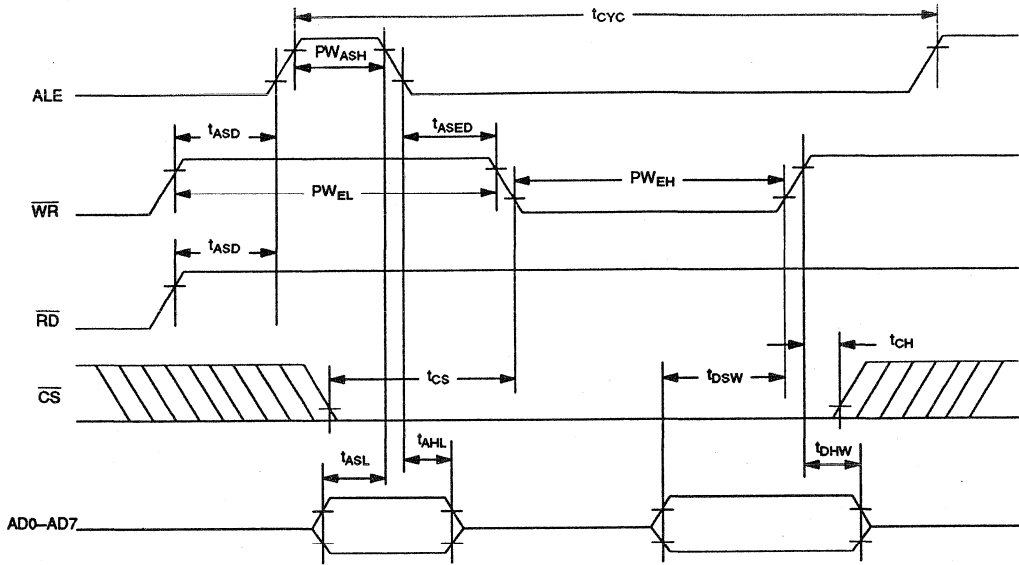 tCYC
PWASH
ALE
tASD
tASED
PWEL
PWEH
WR
tASD
RD
tCH
tCS
tDSW
CS
tAHL
tASL
tDHW
AD0–AD7